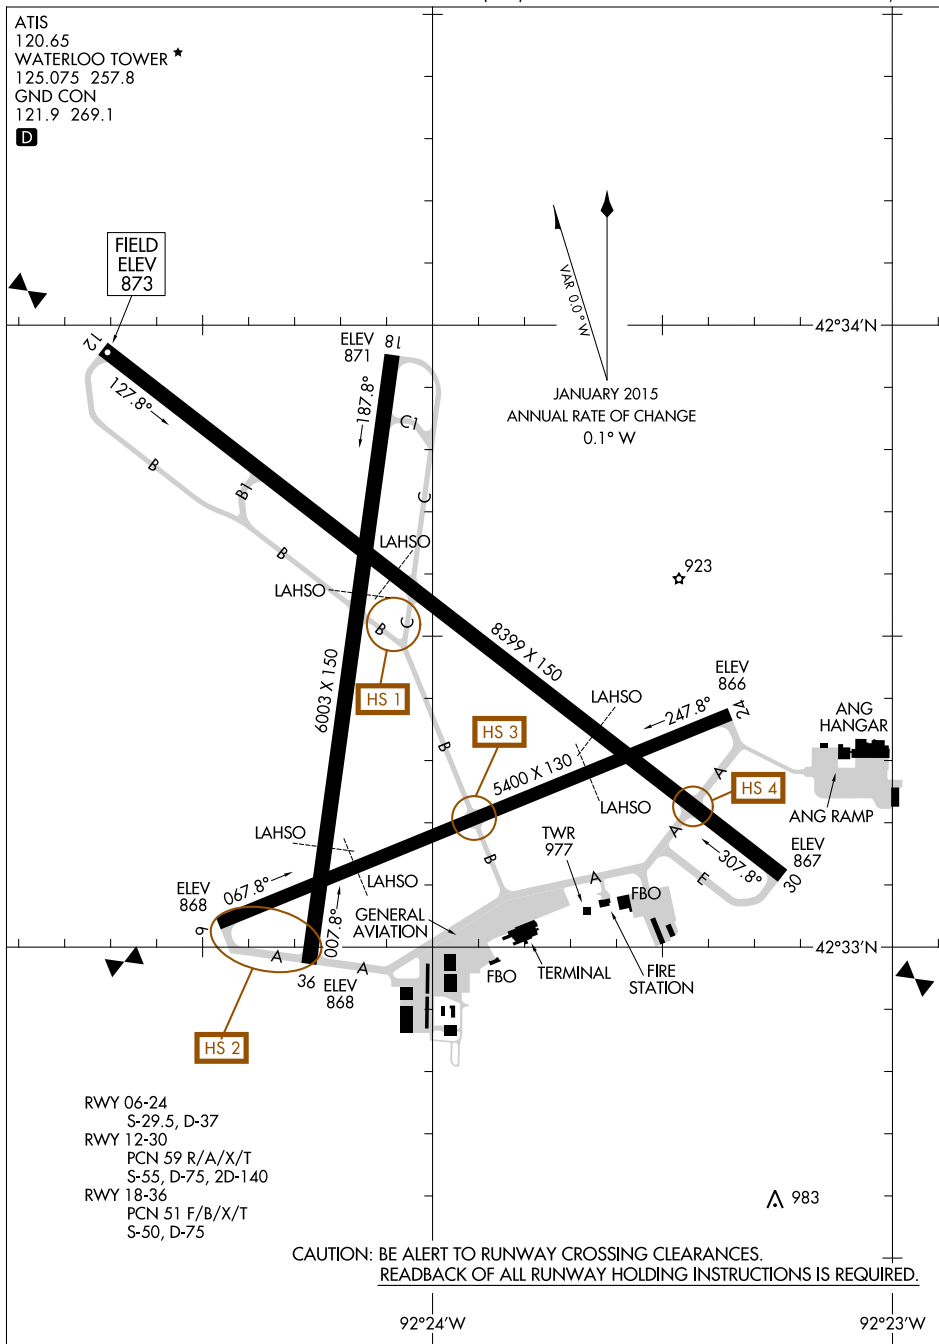 ATIS
120.65
WATERLOO TOWER ★
125.075 257.8
GND CON
121.9 269.1
D
FIELD
ELEV
873
VAR 0.0° W
JANUARY 2015
ANNUAL RATE OF CHANGE
0.1° W
42°34'N
12
127.8°
ELEV
871
18
187.8°
C1
C
B
B1
B
LAHSO
LAHSO
B
C
HS 1
923
8399 X 150
6003 X 150
ELEV
866
24
247.8°
LAHSO
ANG
HANGAR
HS 3
B
5400 X 130
A
HS 4
LAHSO
ANG RAMP
A
ELEV
867
307.8°
30
E
LAHSO
LAHSO
B
TWR
977
A
ELEV
868
067.8°
6
007.8°
GENERAL
AVIATION
FBO
42°33'N
A
A
36
ELEV
868
FBO
TERMINAL
FIRE
STATION
HS 2
RWY 06-24
S-29.5, D-37
RWY 12-30
PCN 59 R/A/X/T
S-55, D-75, 2D-140
RWY 18-36
PCN 51 F/B/X/T
S-50, D-75
983
CAUTION: BE ALERT TO RUNWAY CROSSING CLEARANCES.
READBACK OF ALL RUNWAY HOLDING INSTRUCTIONS IS REQUIRED.
92°24'W
92°23'W